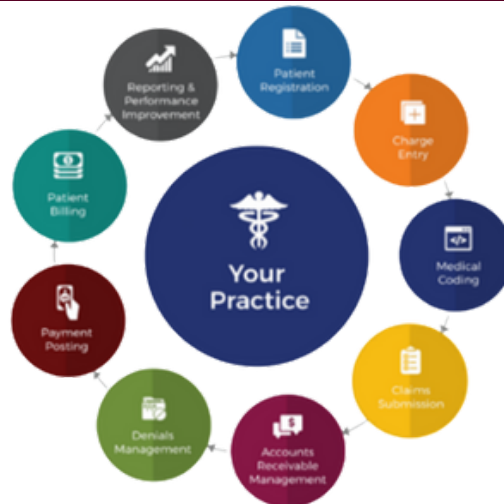 Patient
Registration
Charge
Entry
Medical
Coding
Claims
Submission
Accounts
Receivable
Management
Denials
Management
Payment
Posting
Patient
Billing
Reporting &
Performance
Improvement
Your
Practice
$
</>